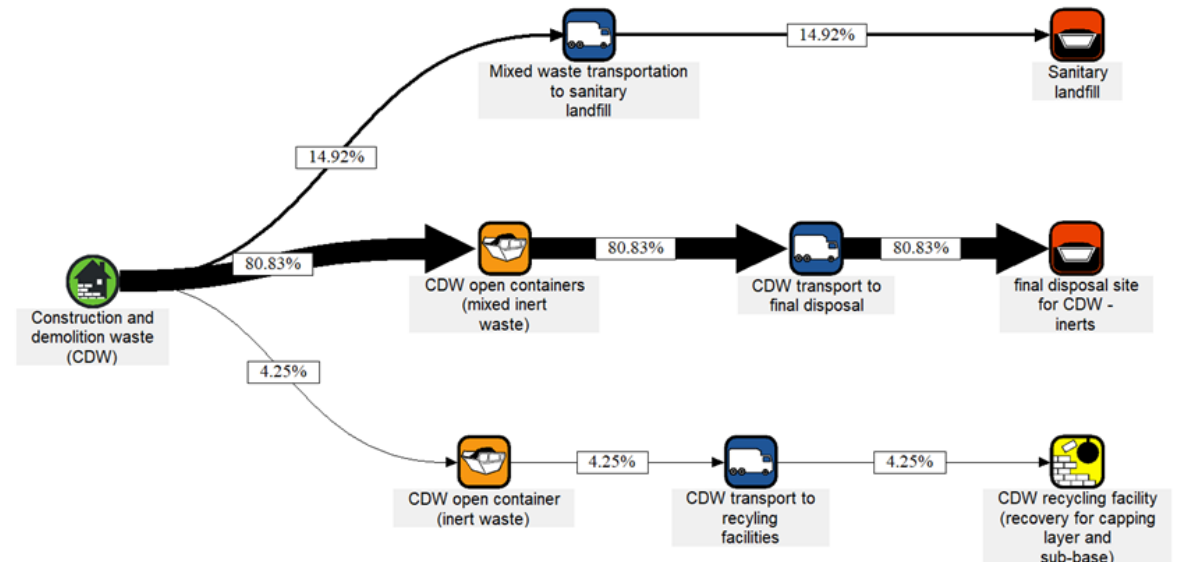 14.92%
Mixed waste transportation
to sanitary
landfill
Sanitary
landfill
14.92%
80.83%
80.83%
80.83%
CDW open containers
(mixed inert
waste)
CDW transport to
final disposal
final disposal site
for CDW -
inerts
Construction and
demolition waste
(CDW)
4.25%
4.25%
4.25%
CDW open container
(inert waste)
CDW transport to
recyling
facilities
CDW recycling facility
(recovery for capping
layer and
sub-base)